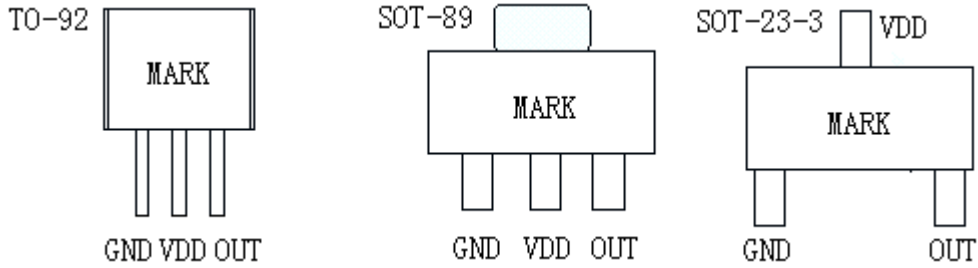 TO-92
MARK
GND VDD OUT
SOT-89
MARK
GND VDD OUT
SOT-23-3
VDD
MARK
GND OUT